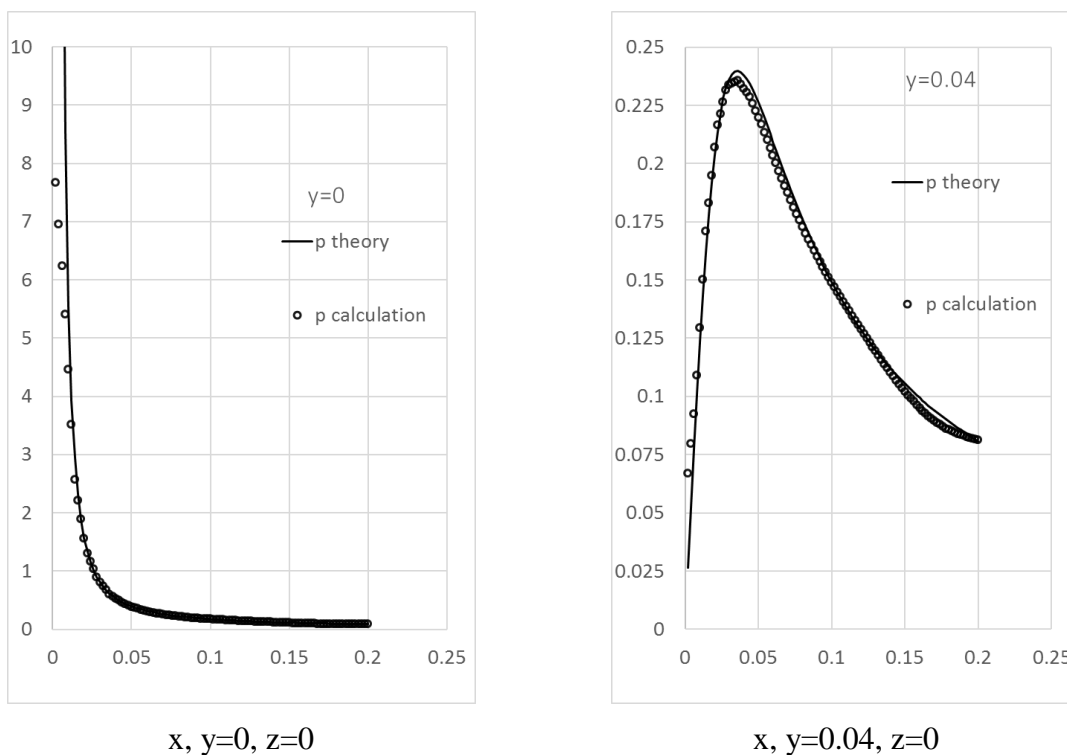 10
9
8
7
6
5
4
3
2
1
0
0 0.05 0.1 0.15 0.2 0.25
y=0
p theory
p calculation
x, y=0, z=0
0.25
0.225
0.2
0.175
0.15
0.125
0.1
0.075
0.05
0.025
0
0 0.05 0.1 0.15 0.2 0.25
y=0.04
p theory
p calculation
x, y=0.04, z=0